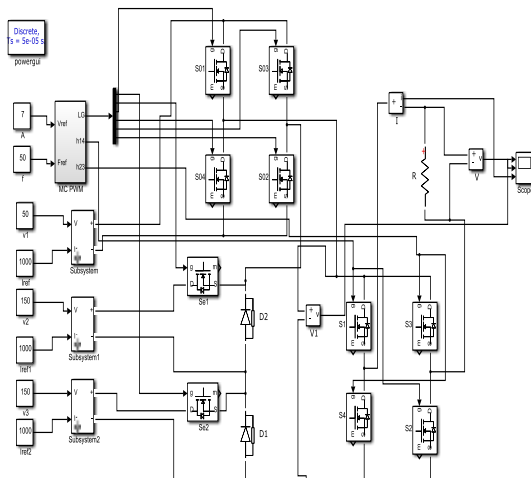 Discrete,
Ts = 5e-05 s
powergui
7
A
50
f
Vref
Fref
LG
h14
h23
MC PWM
S01
S03
S04
S02
50
v1
1000
Iref
V
Subsystem
150
v2
1000
Iref1
V
Subsystem1
150
v3
1000
Iref2
V
Subsystem2
g
m
D
S
Se1
g
m
D
S
Se2
D2
D1
V1
v
I
R
V
v
Scope
S1
S3
S4
S2